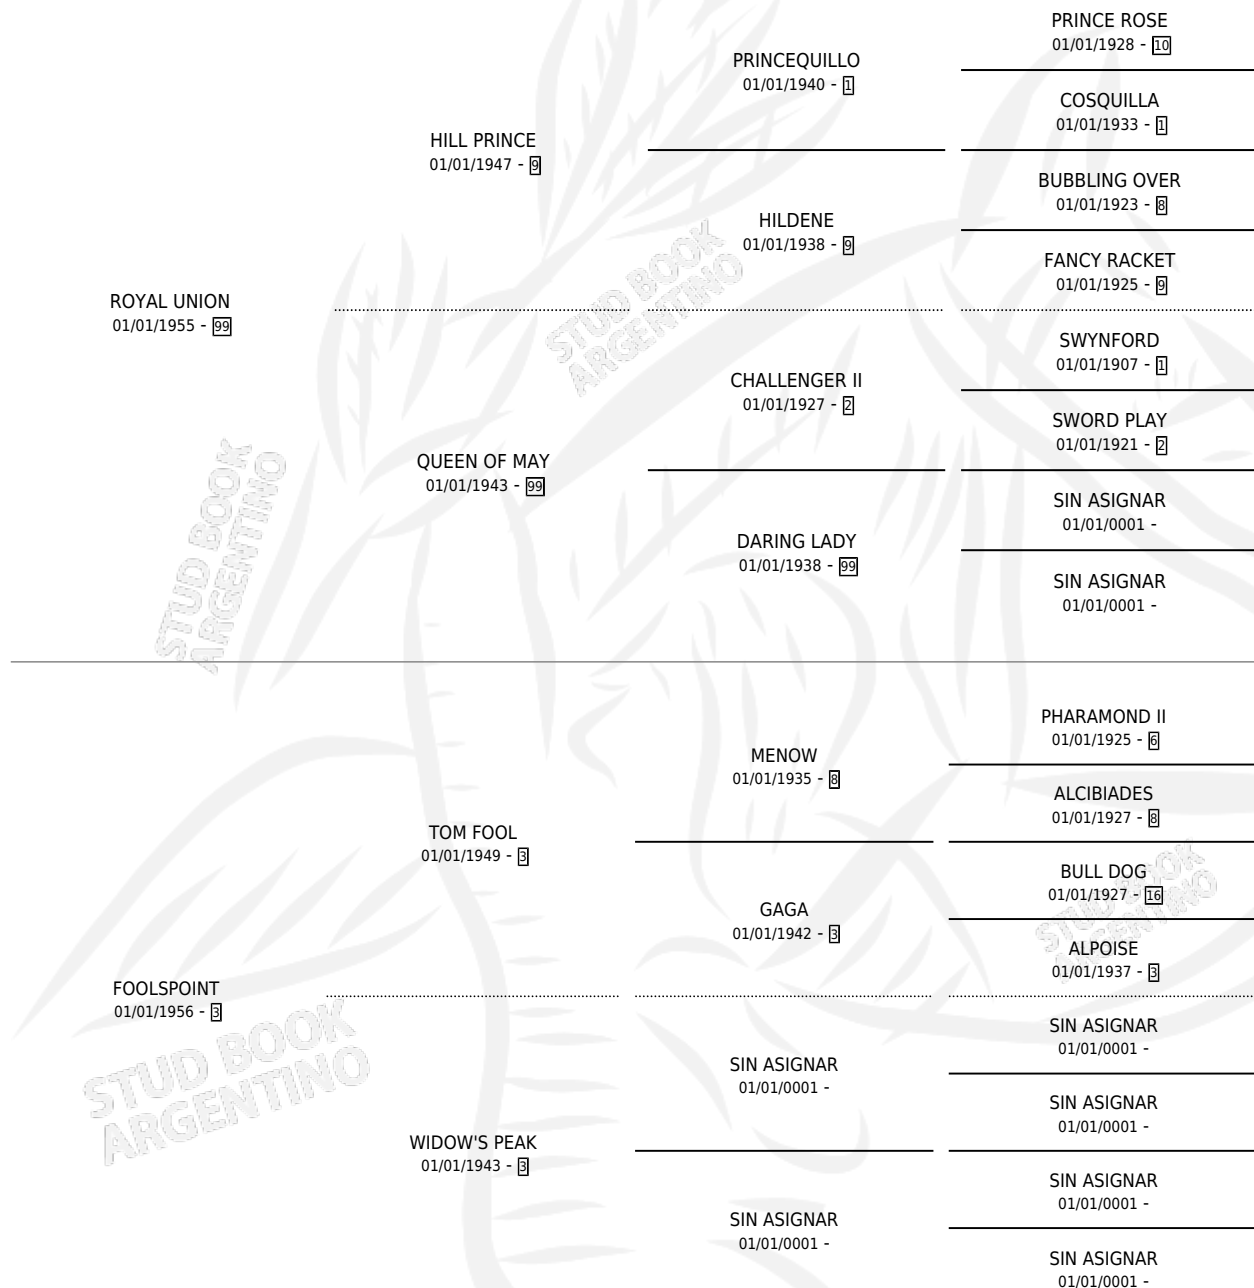 PRINCE ROSE
01/01/1928 - 10
PRINCEQUILLO
01/01/1940 - 1
COSQUILLA
01/01/1933 - 1
HILL PRINCE
01/01/1947 - 9
BUBBLING OVER
01/01/1923 - 8
HILDENE
01/01/1938 - 9
FANCY RACKET
01/01/1925 - 9
ROYAL UNION
01/01/1955 - 99
SWYNFORD
01/01/1907 - 1
CHALLENGER II
01/01/1927 - 2
SWORD PLAY
01/01/1921 - 2
QUEEN OF MAY
01/01/1943 - 99
SIN ASIGNAR
01/01/0001 -
DARING LADY
01/01/1938 - 99
SIN ASIGNAR
01/01/0001 -
PHARAMOND II
01/01/1925 - 6
MENOW
01/01/1935 - 8
ALCIBIADES
01/01/1927 - 8
TOM FOOL
01/01/1949 - 3
BULL DOG
01/01/1927 - 16
GAGA
01/01/1942 - 3
ALPOISE
01/01/1937 - 3
FOOLSPOINT
01/01/1956 - 3
SIN ASIGNAR
01/01/0001 -
SIN ASIGNAR
01/01/0001 -
SIN ASIGNAR
01/01/0001 -
WIDOW'S PEAK
01/01/1943 - 3
SIN ASIGNAR
01/01/0001 -
SIN ASIGNAR
01/01/0001 -
SIN ASIGNAR
01/01/0001 -
STUD BOOK
ARGENTINO
STUD BOOK
ARGENTINO
STUD BOOK
ARGENTINO
STUD BOOK
ARGENTINO